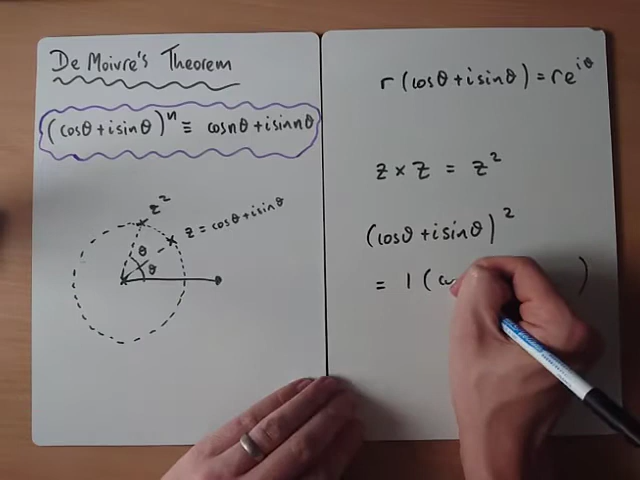 De Moivre's Theorem
(cosθ + isinθ)ⁿ ≡ cosnθ + isinnθ
z²
z = cosθ + isinθ
θ
θ
r(cosθ + isinθ) = re^iθ
z × z = z²
(cosθ + isinθ)²
= 1( )